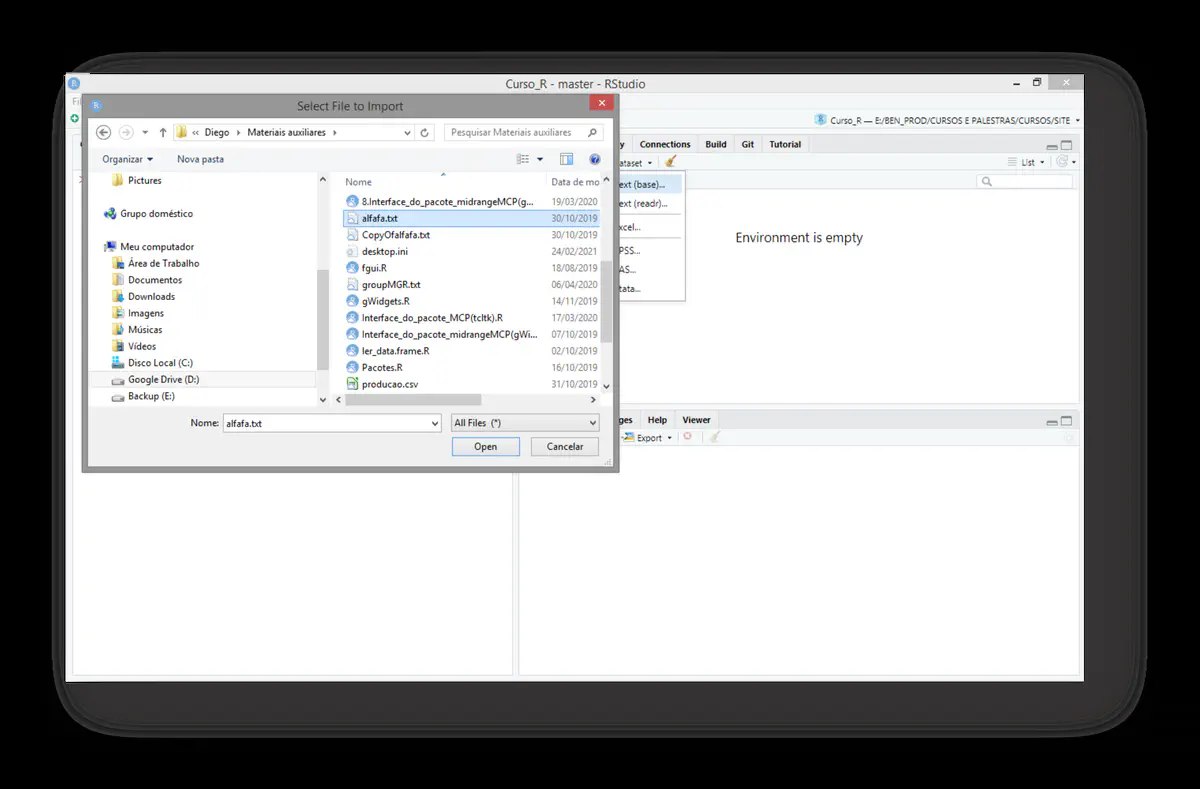 Curso_R - master - RStudio
Select File to Import
Curso_R — E:/BEN_PROD/CURSOS E PALESTRAS/CURSOS/SITE
« Diego › Materiais auxiliares ›
Pesquisar Materiais auxiliares
Connections Build Git Tutorial
Organizar Nova pasta
ataset
List
Pictures
Grupo doméstico
Meu computador
Área de Trabalho
Documentos
Downloads
Imagens
Músicas
Vídeos
Disco Local (C:)
Google Drive (D:)
Backup (E:)
Nome Data de mo
8.Interface_do_pacote_midrangeMCP(g... 19/03/2020
alfafa.txt 30/10/2019
CopyOfalfafa.txt 30/10/2019
desktop.ini 24/02/2021
fgui.R 18/08/2019
groupMGR.txt 06/04/2020
gWidgets.R 14/11/2019
Interface_do_pacote_MCP(tcltk).R 17/03/2020
Interface_do_pacote_midrangeMCP(gWi... 07/10/2019
ler_data.frame.R 02/10/2019
Pacotes.R 16/10/2019
producao.csv 31/10/2019
ext (base)...
ext (readr)...
xcel...
PSS...
AS...
tata...
Environment is empty
Nome: alfafa.txt All Files (*)
Open Cancelar
ges Help Viewer
Export